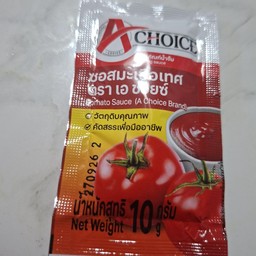 A CHOICE
ซอสมะเขือเทศ
ตรา เอ ช้อยซ์
Tomato Sauce (A Choice Brand)
วัตถุดิบคุณภาพ
คัดสรรเพื่อมืออาชีพ
270926 2
น้ำหนักสุทธิ 10 กรัม
Net Weight g